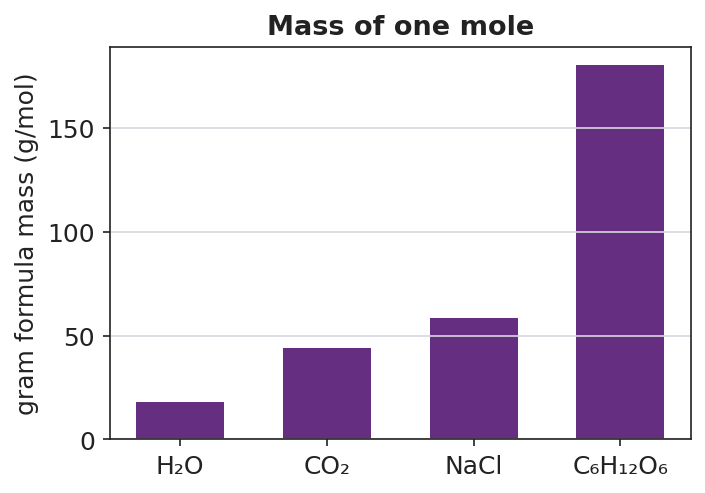 Mass of one mole
gram formula mass (g/mol)
150
100
50
0
H₂O
CO₂
NaCl
C₆H₁₂O₆